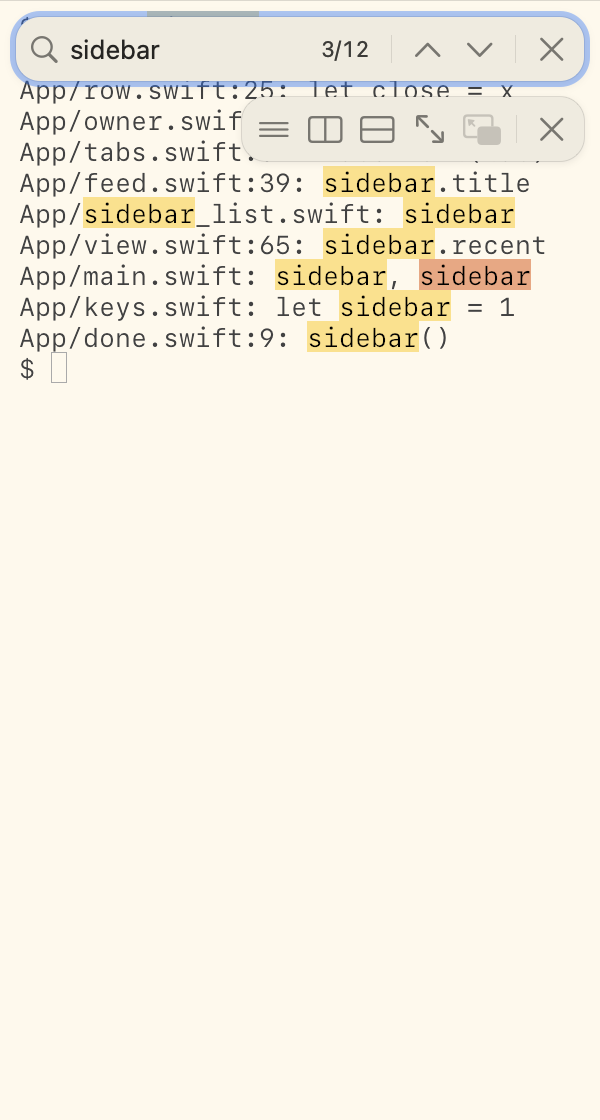 sidebar 3/12
App/row.swift:25: let close = x
App/owner.swif
App/tabs.swift:
App/feed.swift:39: sidebar.title
App/sidebar_list.swift: sidebar
App/view.swift:65: sidebar.recent
App/main.swift: sidebar, sidebar
App/keys.swift: let sidebar = 1
App/done.swift:9: sidebar()
$